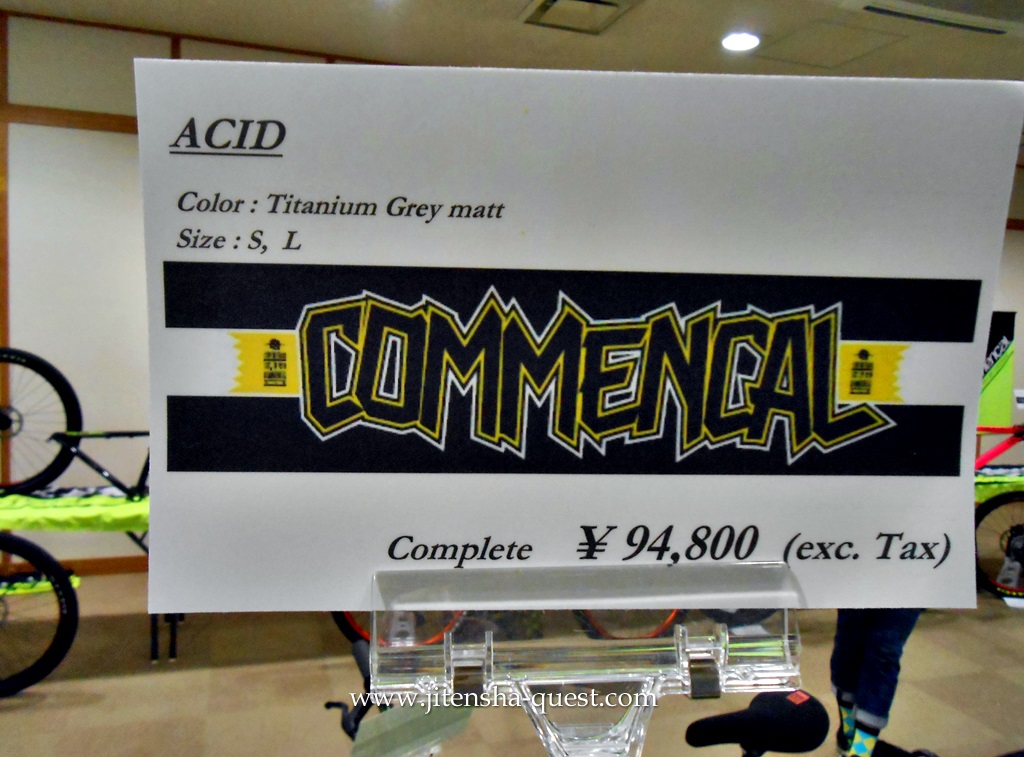 ACID
Color : Titanium Grey matt
Size : S, L
COMMENCAL
Complete ¥ 94,800 (exc. Tax)
www.jitensha-quest.com